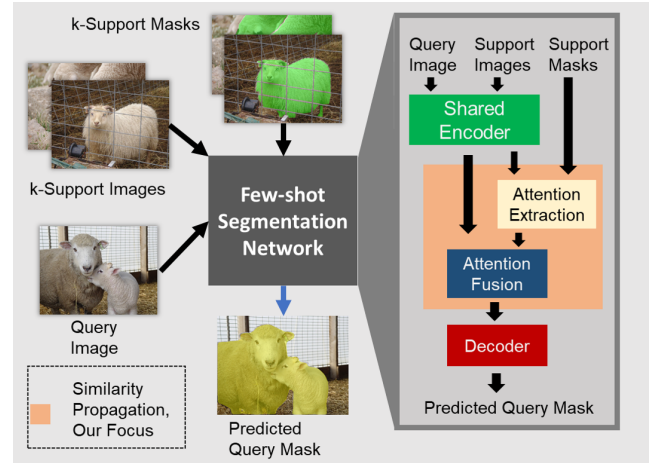 k-Support Masks
k-Support Images
Query
Image
Few-shot
Segmentation
Network
Predicted
Query Mask
Similarity
Propagation,
Our Focus
Query
Image
Support
Images
Support
Masks
Shared
Encoder
Attention
Extraction
Attention
Fusion
Decoder
Predicted Query Mask